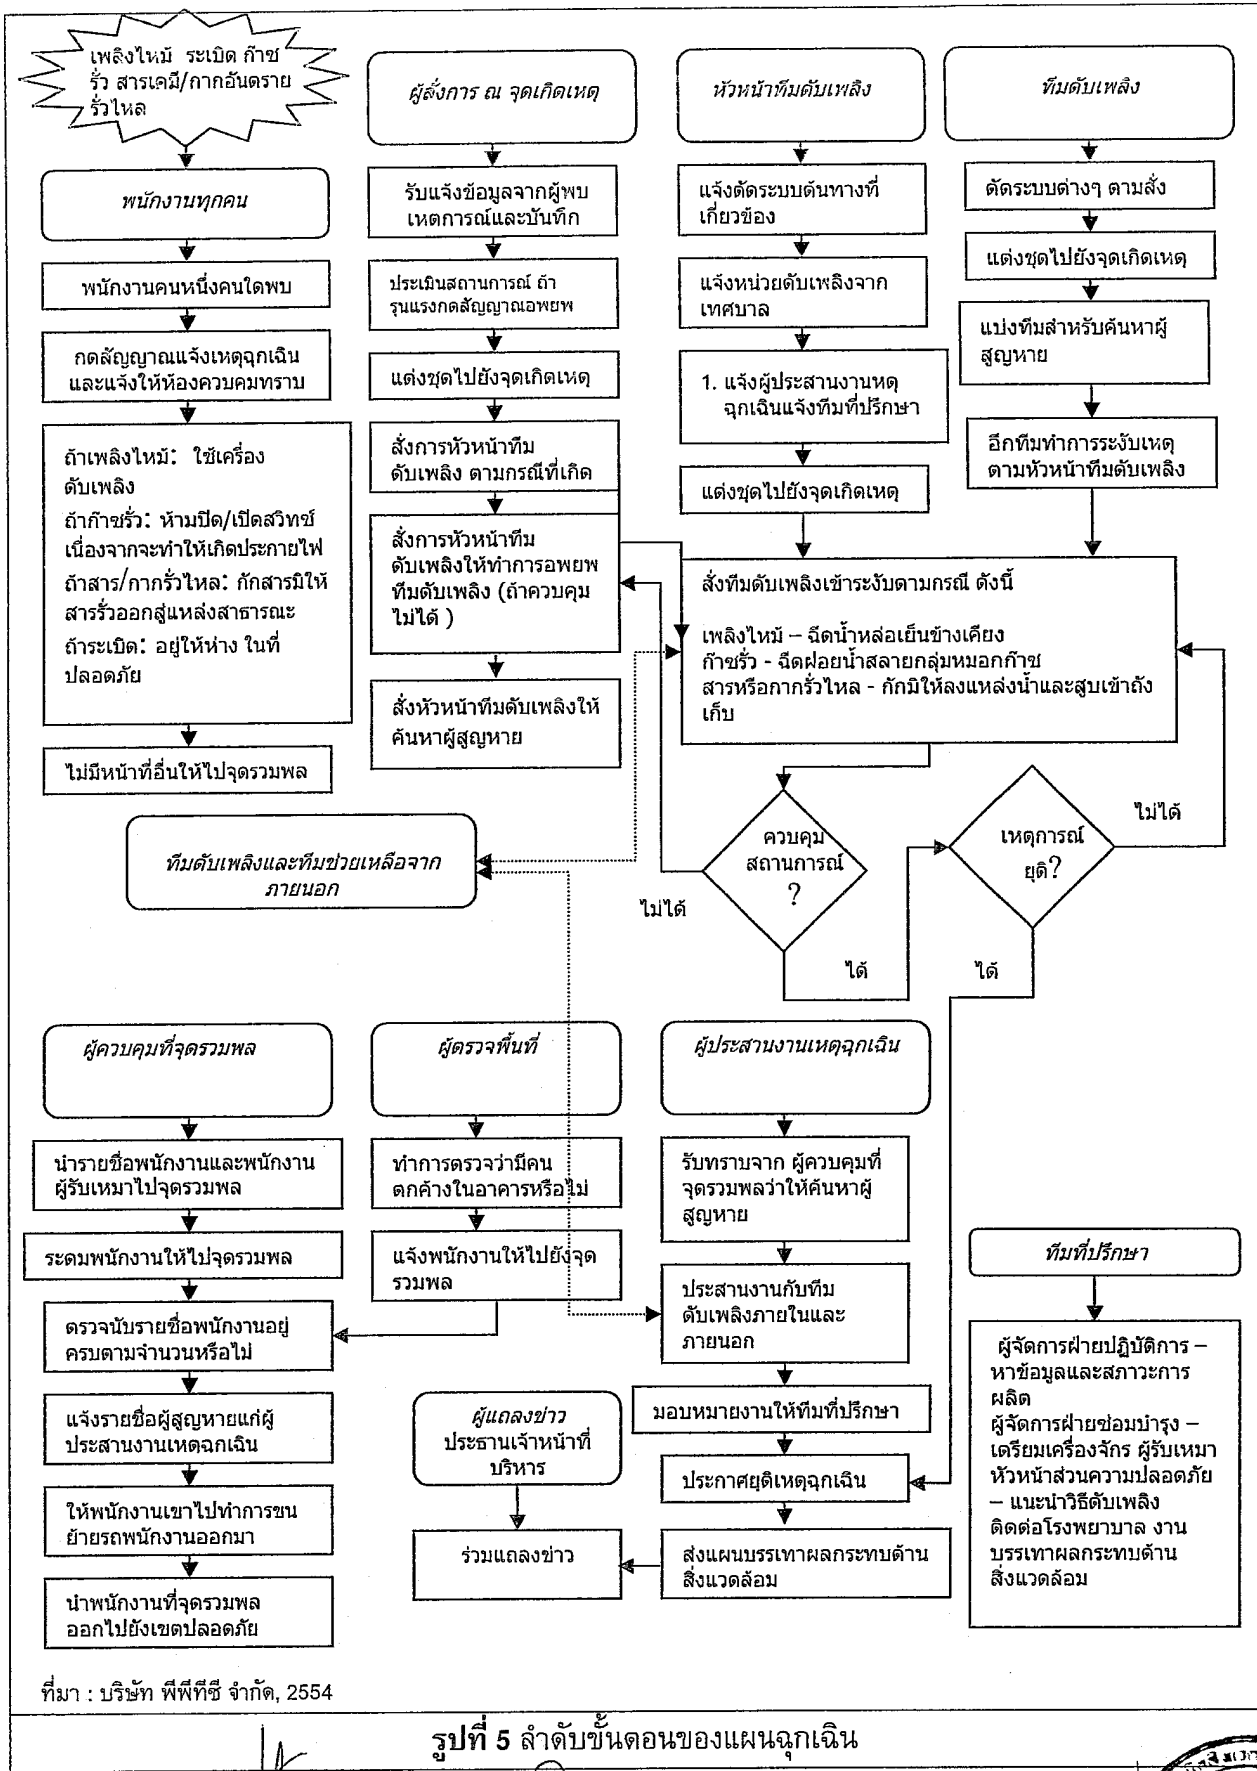 เพลิงไหม้ ระเบิด ก๊าซ
รั่ว สารเคมี/กากอันตราย
รั่วไหล
พนักงานทุกคน
พนักงานคนหนึ่งคนใดพบ
กดสัญญาณแจ้งเหตุฉุกเฉิน
และแจ้งให้ห้องควบคุมทราบ
ถ้าเพลิงไหม้: ใช้เครื่อง
ดับเพลิง
ถ้าก๊าซรั่ว: ห้ามปิด/เปิดสวิทช์
เนื่องจากจะทำให้เกิดประกายไฟ
ถ้าสาร/กากรั่วไหล: กักสารมิให้
สารรั่วออกสู่แหล่งสาธารณะ
ถ้าระเบิด: อยู่ให้ห่าง ในที่
ปลอดภัย
ไม่มีหน้าที่อื่นให้ไปจุดรวมพล
ผู้สั่งการ ณ จุดเกิดเหตุ
รับแจ้งข้อมูลจากผู้พบ
เหตการณ์และบันทึก
ประเมินสถานการณ์ ถ้า
รุนแรงกดสัญญาณอพยพ
แต่งชุดไปยังจุดเกิดเหตุ
สั่งการหัวหน้าทีม
ดับเพลิง ตามกรณีที่เกิด
สั่งการหัวหน้าทีม
ดับเพลิงให้ทำการอพยพ
ทีมดับเพลิง (ถ้าควบคุม
ไม่ได้ )
สั่งหัวหน้าทีมดับเพลิงให้
ค้นหาผู้สูญหาย
หัวหน้าทีมดับเพลิง
แจ้งตัดระบบต้นทางที่
เกี่ยวข้อง
แจ้งหน่วยดับเพลิงจาก
เทศบาล
1. แจ้งผู้ประสานงานหตุ
ฉุกเฉินแจ้งทีมที่ปรึกษา
แต่งชุดไปยังจุดเกิดเหตุ
ทีมดับเพลิง
ตัดระบบต่างๆ ตามสั่ง
แต่งชุดไปยังจุดเกิดเหตุ
แบ่งทีมสำหรับค้นหาผู้
สูญหาย
อีกทีมทำการระงับเหตุ
ตามหัวหน้าทีมดับเพลิง
สั่งทีมดับเพลิงเข้าระงับตามกรณี ดังนี้
เพลิงไหม้ – ฉีดน้ำหล่อเย็นข้างเคียง
ก๊าซรั่ว - ฉีดฝอยน้ำสลายกลุ่มหมอกก๊าซ
สารหรือกากรั่วไหล - กักมิให้ลงแหล่งน้ำและสูบเข้าถัง
เก็บ
ควบคุม
สถานการณ์
?
ไม่ได้
ได้
เหตุการณ์
ยุติ?
ไม่ได้
ได้
ทีมดับเพลิงและทีมช่วยเหลือจาก
ภายนอก
ผู้ควบคุมที่จุดรวมพล
นำรายชื่อพนักงานและพนักงาน
ผู้รับเหมาไปจุดรวมพล
ระดมพนักงานให้ไปจุดรวมพล
ตรวจนับรายชื่อพนักงานอยู่
ครบตามจำนวนหรือไม่
แจ้งรายชื่อผู้สูญหายแก่ผู้
ประสานงานเหตุฉุกเฉิน
ให้พนักงานเขาไปทำการขน
ย้ายรถพนักงานออกมา
นำพนักงานที่จุดรวมพล
ออกไปยังเขตปลอดภัย
ผู้ตรวจพื้นที่
ทำการตรวจว่ามีคน
ตกค้างในอาคารหรือไม่
แจ้งพนักงานให้ไปยังจุด
รวมพล
ผู้แถลงข่าว
ประธานเจ้าหน้าที่
บริหาร
ร่วมแถลงข่าว
ผู้ประสานงานเหตุฉุกเฉิน
รับทราบจาก ผู้ควบคุมที่
จุดรวมพลว่าให้ค้นหาผู้
สูญหาย
ประสานงานกับทีม
ดับเพลิงภายในและ
ภายนอก
มอบหมายงานให้ทีมที่ปรึกษา
ประกาศยุติเหตุฉุกเฉิน
ส่งแผนบรรเทาผลกระทบด้าน
สิ่งแวดล้อม
ทีมที่ปรึกษา
ผู้จัดการฝ่ายปฏิบัติการ –
หาข้อมูลและสภาวะการ
ผลิต
ผู้จัดการฝ่ายซ่อมบำรุง –
เตรียมเครื่องจักร ผู้รับเหมา
หัวหน้าส่วนความปลอดภัย
– แนะนำวิธีดับเพลิง
ติดต่อโรงพยาบาล งาน
บรรเทาผลกระทบด้าน
สิ่งแวดล้อม
ที่มา : บริษัท พีพีทีซี จำกัด, 2554
รูปที่ 5 ลำดับขั้นตอนของแผนฉุกเฉิน